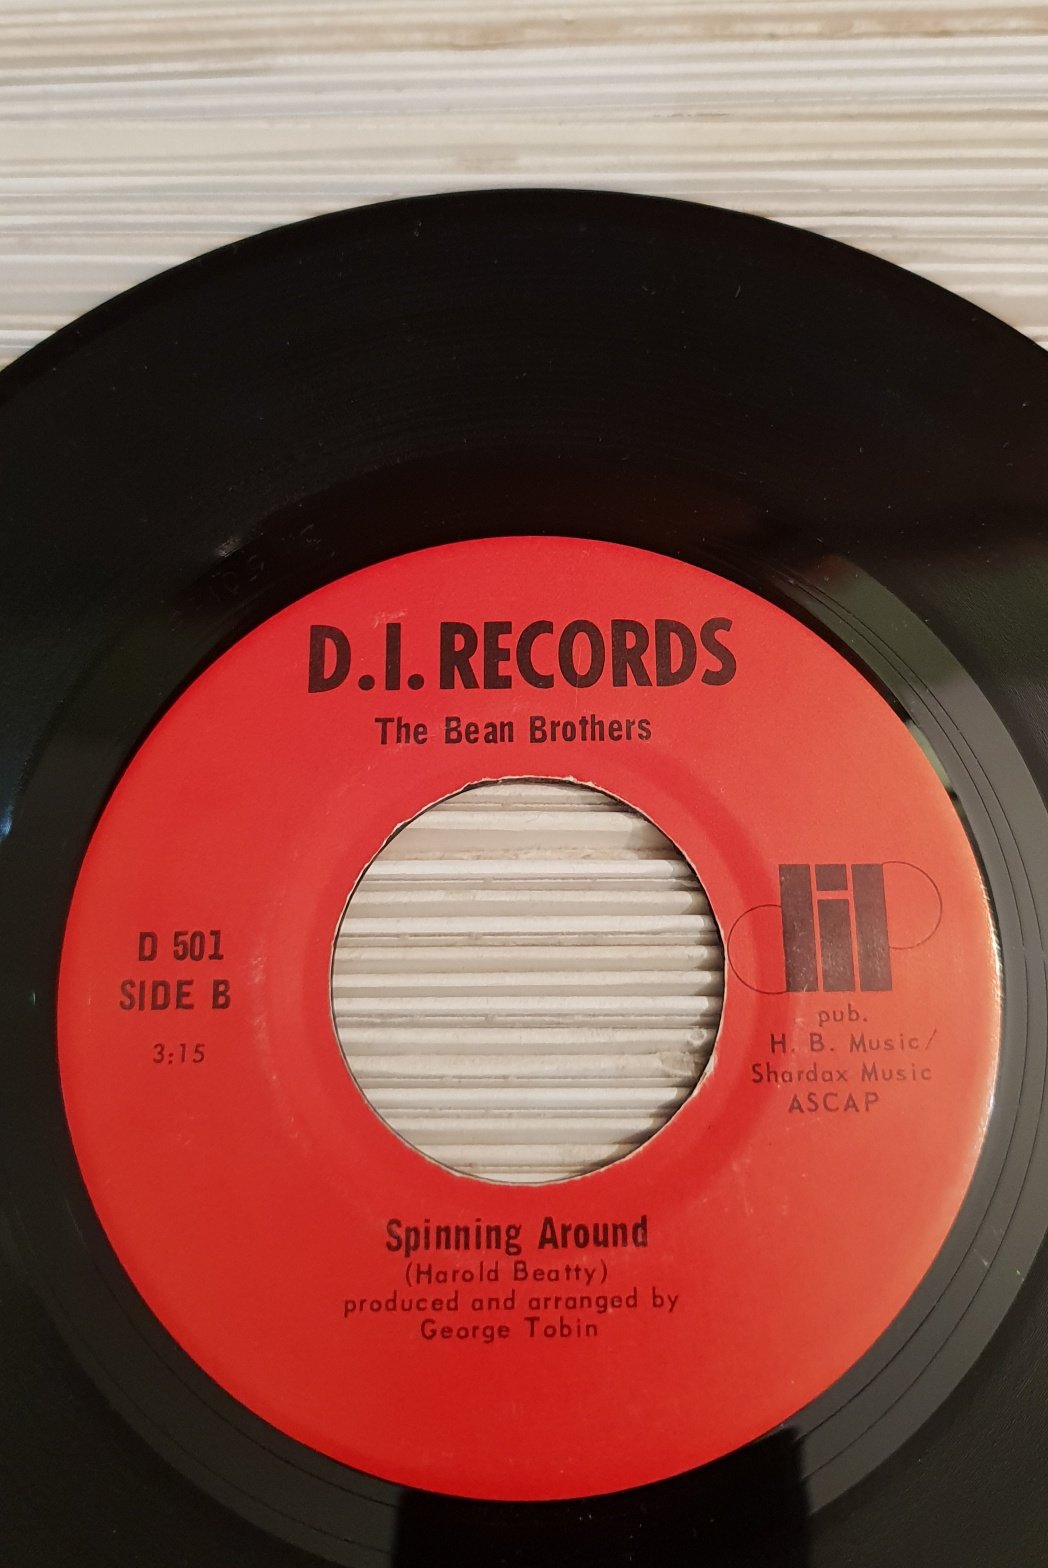 D.I. RECORDS
The Bean Brothers
D 501
SIDE B
3:15
pub.
H. B. Music/
Shardax Music
ASCAP
Spinning Around
(Harold Beatty)
produced and arranged by
George Tobin